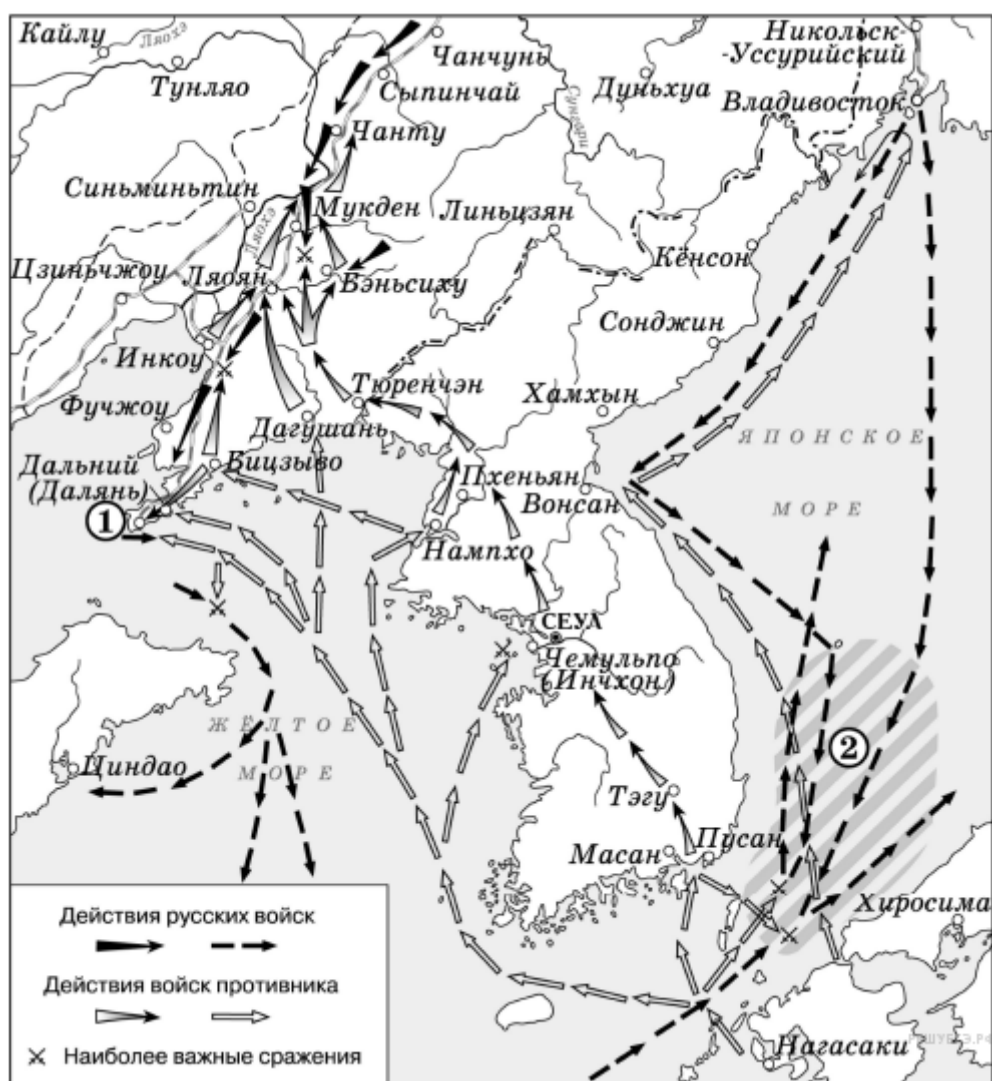 Кайлу
Ляохэ
Тунляо
Чанчунь
Сыпинчай
Чанту
Сунгари
Дуньхуа
Никольск-
-Уссурийский
Владивосток
Синьминьтин
Мукден
Линьцзян
Ляохэ
Цзиньчжоу
Ляоян
Бэньсиху
Кёнсон
Сонджин
Инкоу
Тюренчэн
Хамхын
Фучжоу
Дагушань
ЯПОНСКОЕ
МОРЕ
Дальний
(Далянь)
Бицзыво
Пхеньян
Вонсан
1
Нампхо
СЕУЛ
Чемульпо
(Инчхон)
ЖЁЛТОЕ
МОРЕ
Циндао
2
Тэгу
Масан
Пусан
Хиросима
Нагасаки
Действия русских войск
Действия войск противника
Наиболее важные сражения